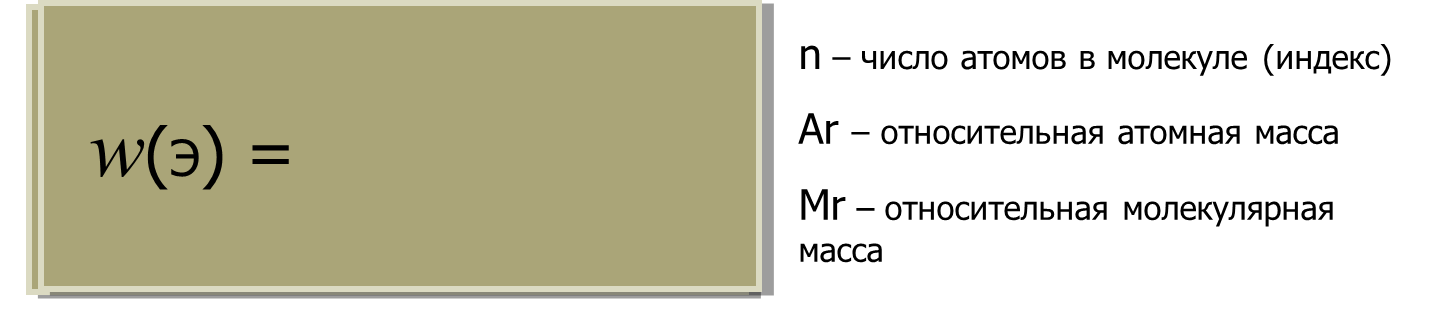 w(э) =
n – число атомов в молекуле (индекс)
Ar – относительная атомная масса
Mr – относительная молекулярная
масса